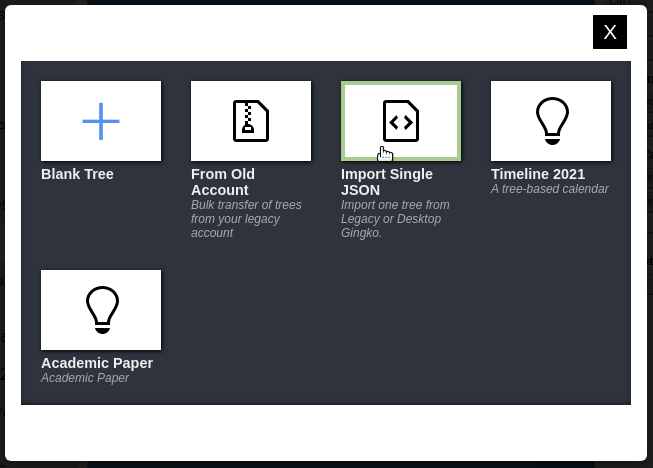 X
Blank Tree
From Old
Account
Bulk transfer of trees
from your legacy
account
Import Single
JSON
Import one tree from
Legacy or Desktop
Gingko.
Timeline 2021
A tree-based calendar
Academic Paper
Academic Paper